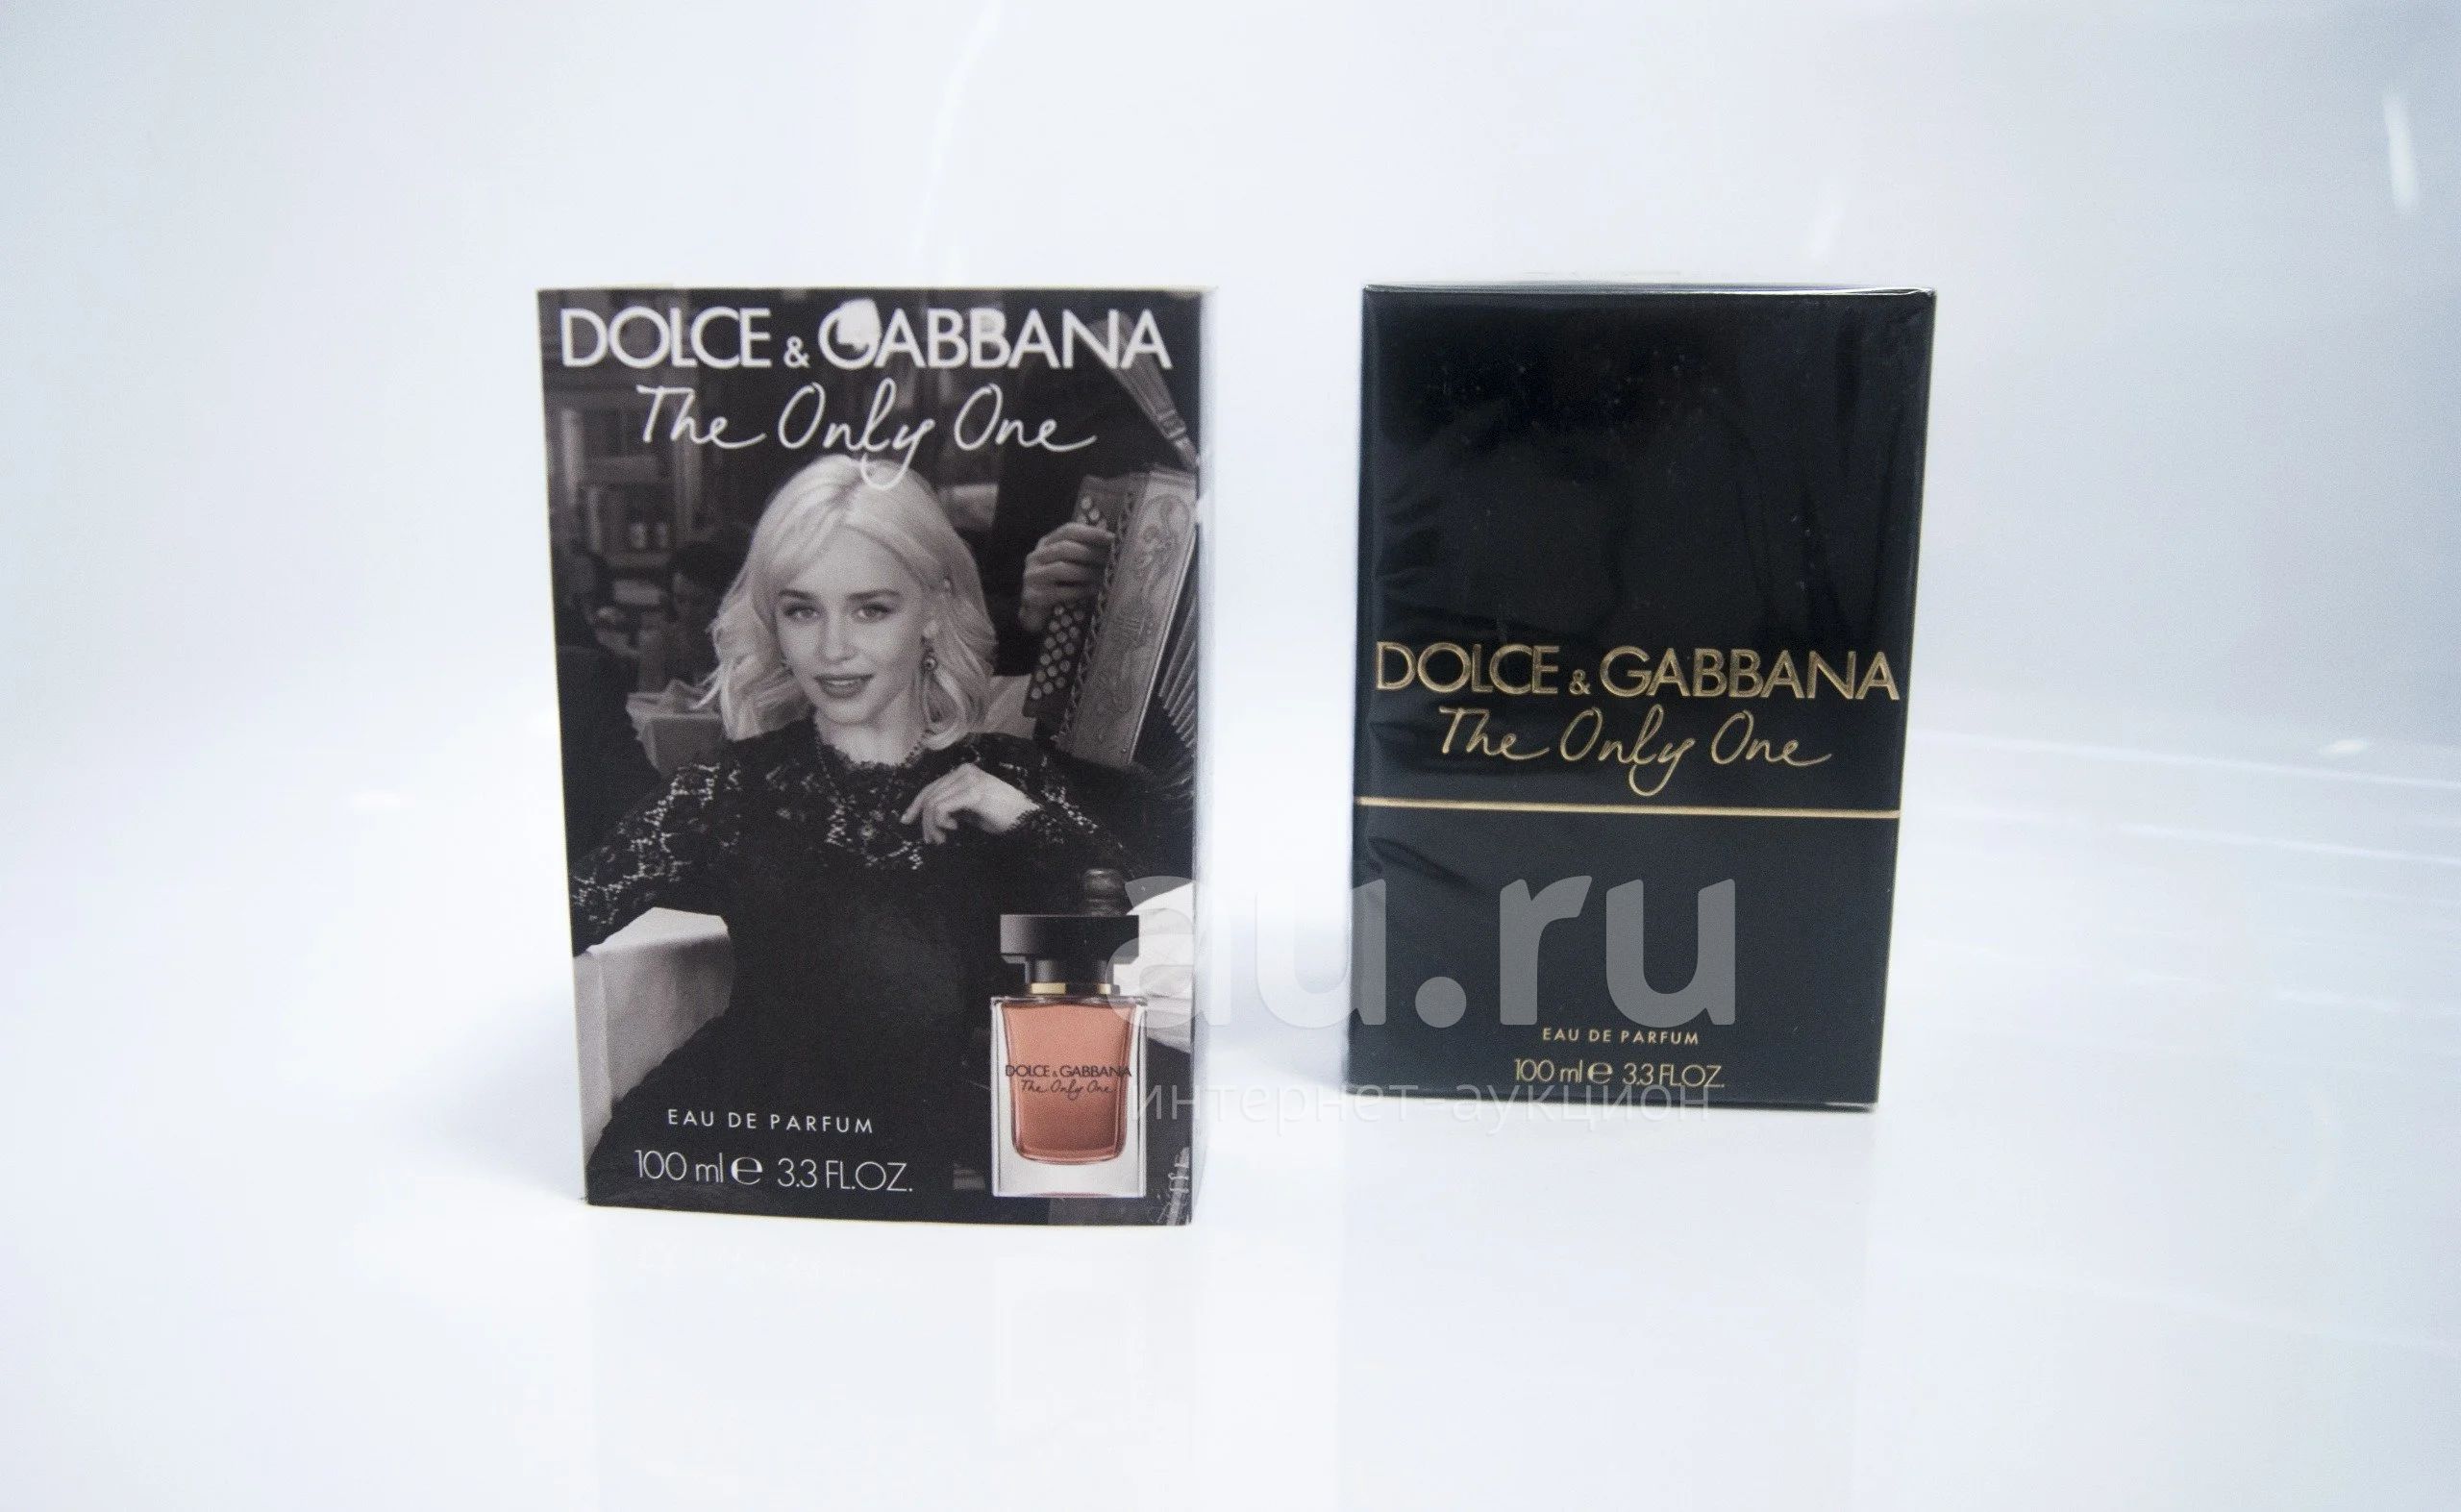 DOLCE & GABBANA
The Only One
DOLCE & GABBANA
The Only One
EAU DE PARFUM
100 ml ℮ 3.3 FL.OZ.
DOLCE & GABBANA
The Only One
EAU DE PARFUM
100 ml ℮ 3.3 FL.OZ.
au.ru
интернет-аукцион